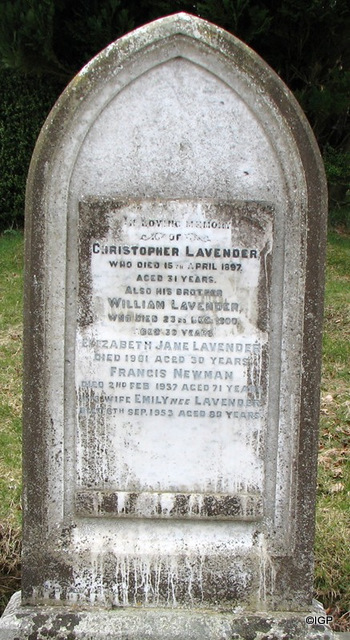 IN LOVING MEMORY
OF
CHRISTOPHER LAVENDER
WHO DIED 15TH APRIL 1897
AGED 31 YEARS.
ALSO HIS BROTHER
WILLIAM LAVENDER,
WHO DIED 23RD DEC. 1900,
AGED 33 YEARS
ELIZABETH JANE LAVENDER
DIED 1901 AGED 30 YEARS
FRANCIS NEWMAN
DIED 2ND FEB 1937 AGED 71 YEARS
WIFE EMILY NEE LAVENDER
SEP. 1953 AGED 80 YEARS
©IGP